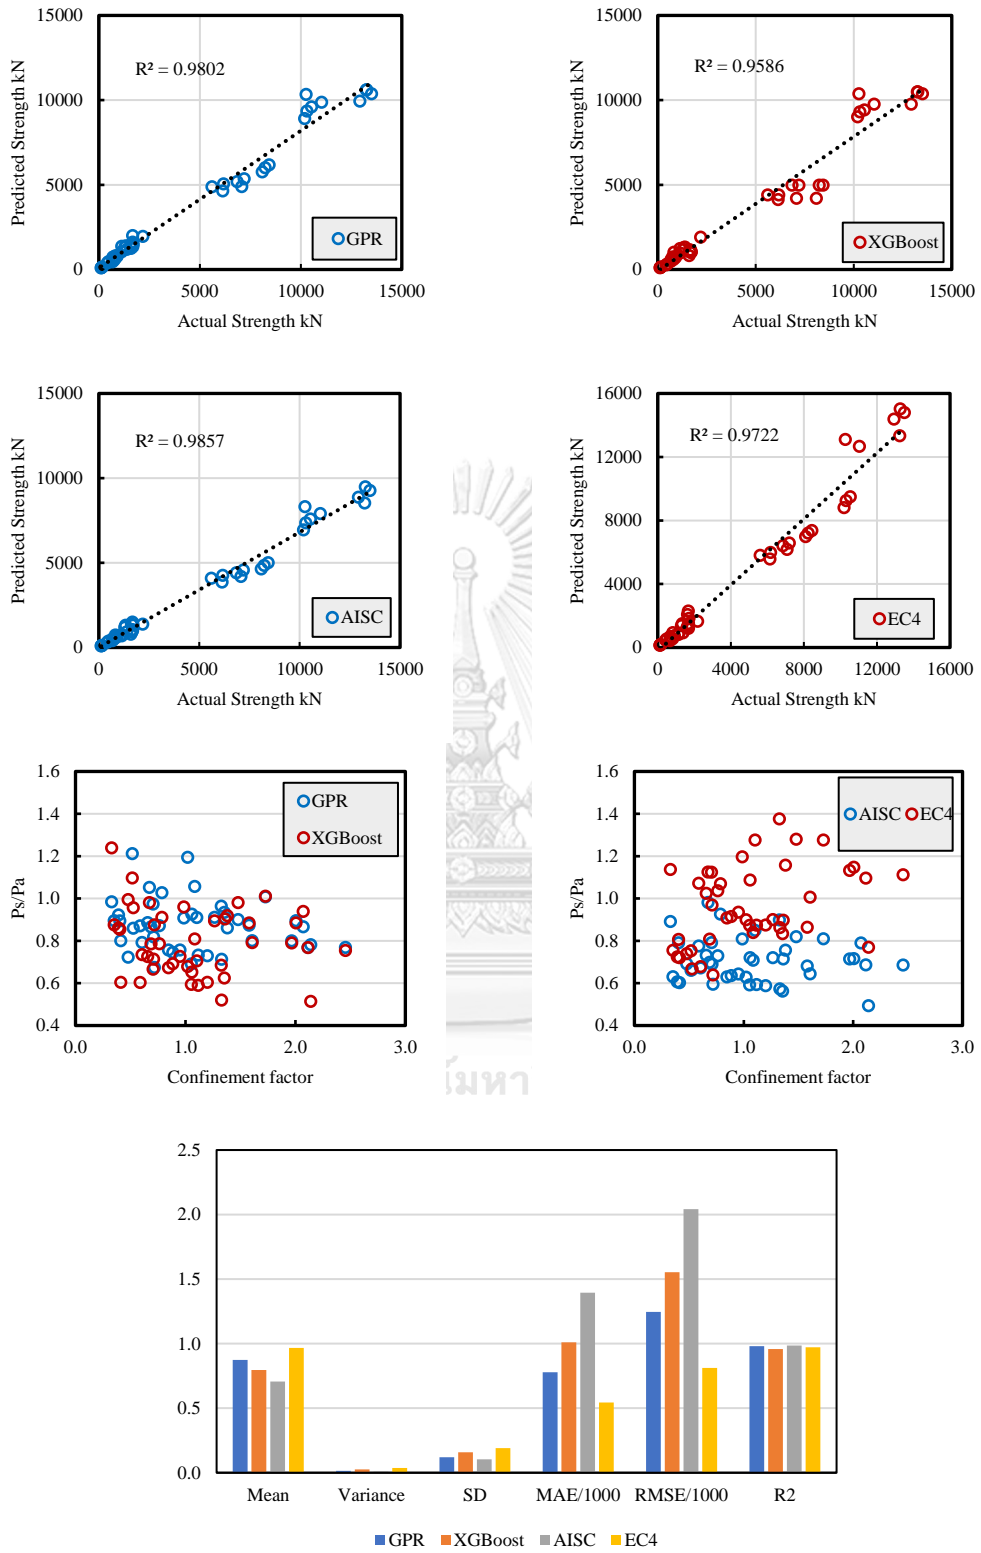 15000
10000
5000
0
Predicted Strength kN
R² = 0.9802
GPR
0 5000 10000 15000
Actual Strength kN
15000
10000
5000
0
Predicted Strength kN
R² = 0.9586
XGBoost
0 5000 10000 15000
Actual Strength kN
15000
10000
5000
0
Predicted Strength kN
R² = 0.9857
AISC
0 5000 10000 15000
Actual Strength kN
16000
12000
8000
4000
0
Predicted Strength kN
R² = 0.9722
EC4
0 4000 8000 12000 16000
Actual Strength kN
1.6
1.4
1.2
1.0
0.8
0.6
0.4
Ps/Pa
GPR
XGBoost
0.0 1.0 2.0 3.0
Confinement factor
1.6
1.4
1.2
1.0
0.8
0.6
0.4
Ps/Pa
AISC EC4
0.0 1.0 2.0 3.0
Confinement factor
2.5
2.0
1.5
1.0
0.5
0.0
Mean Variance SD MAE/1000 RMSE/1000 R2
GPR XGBoost AISC EC4